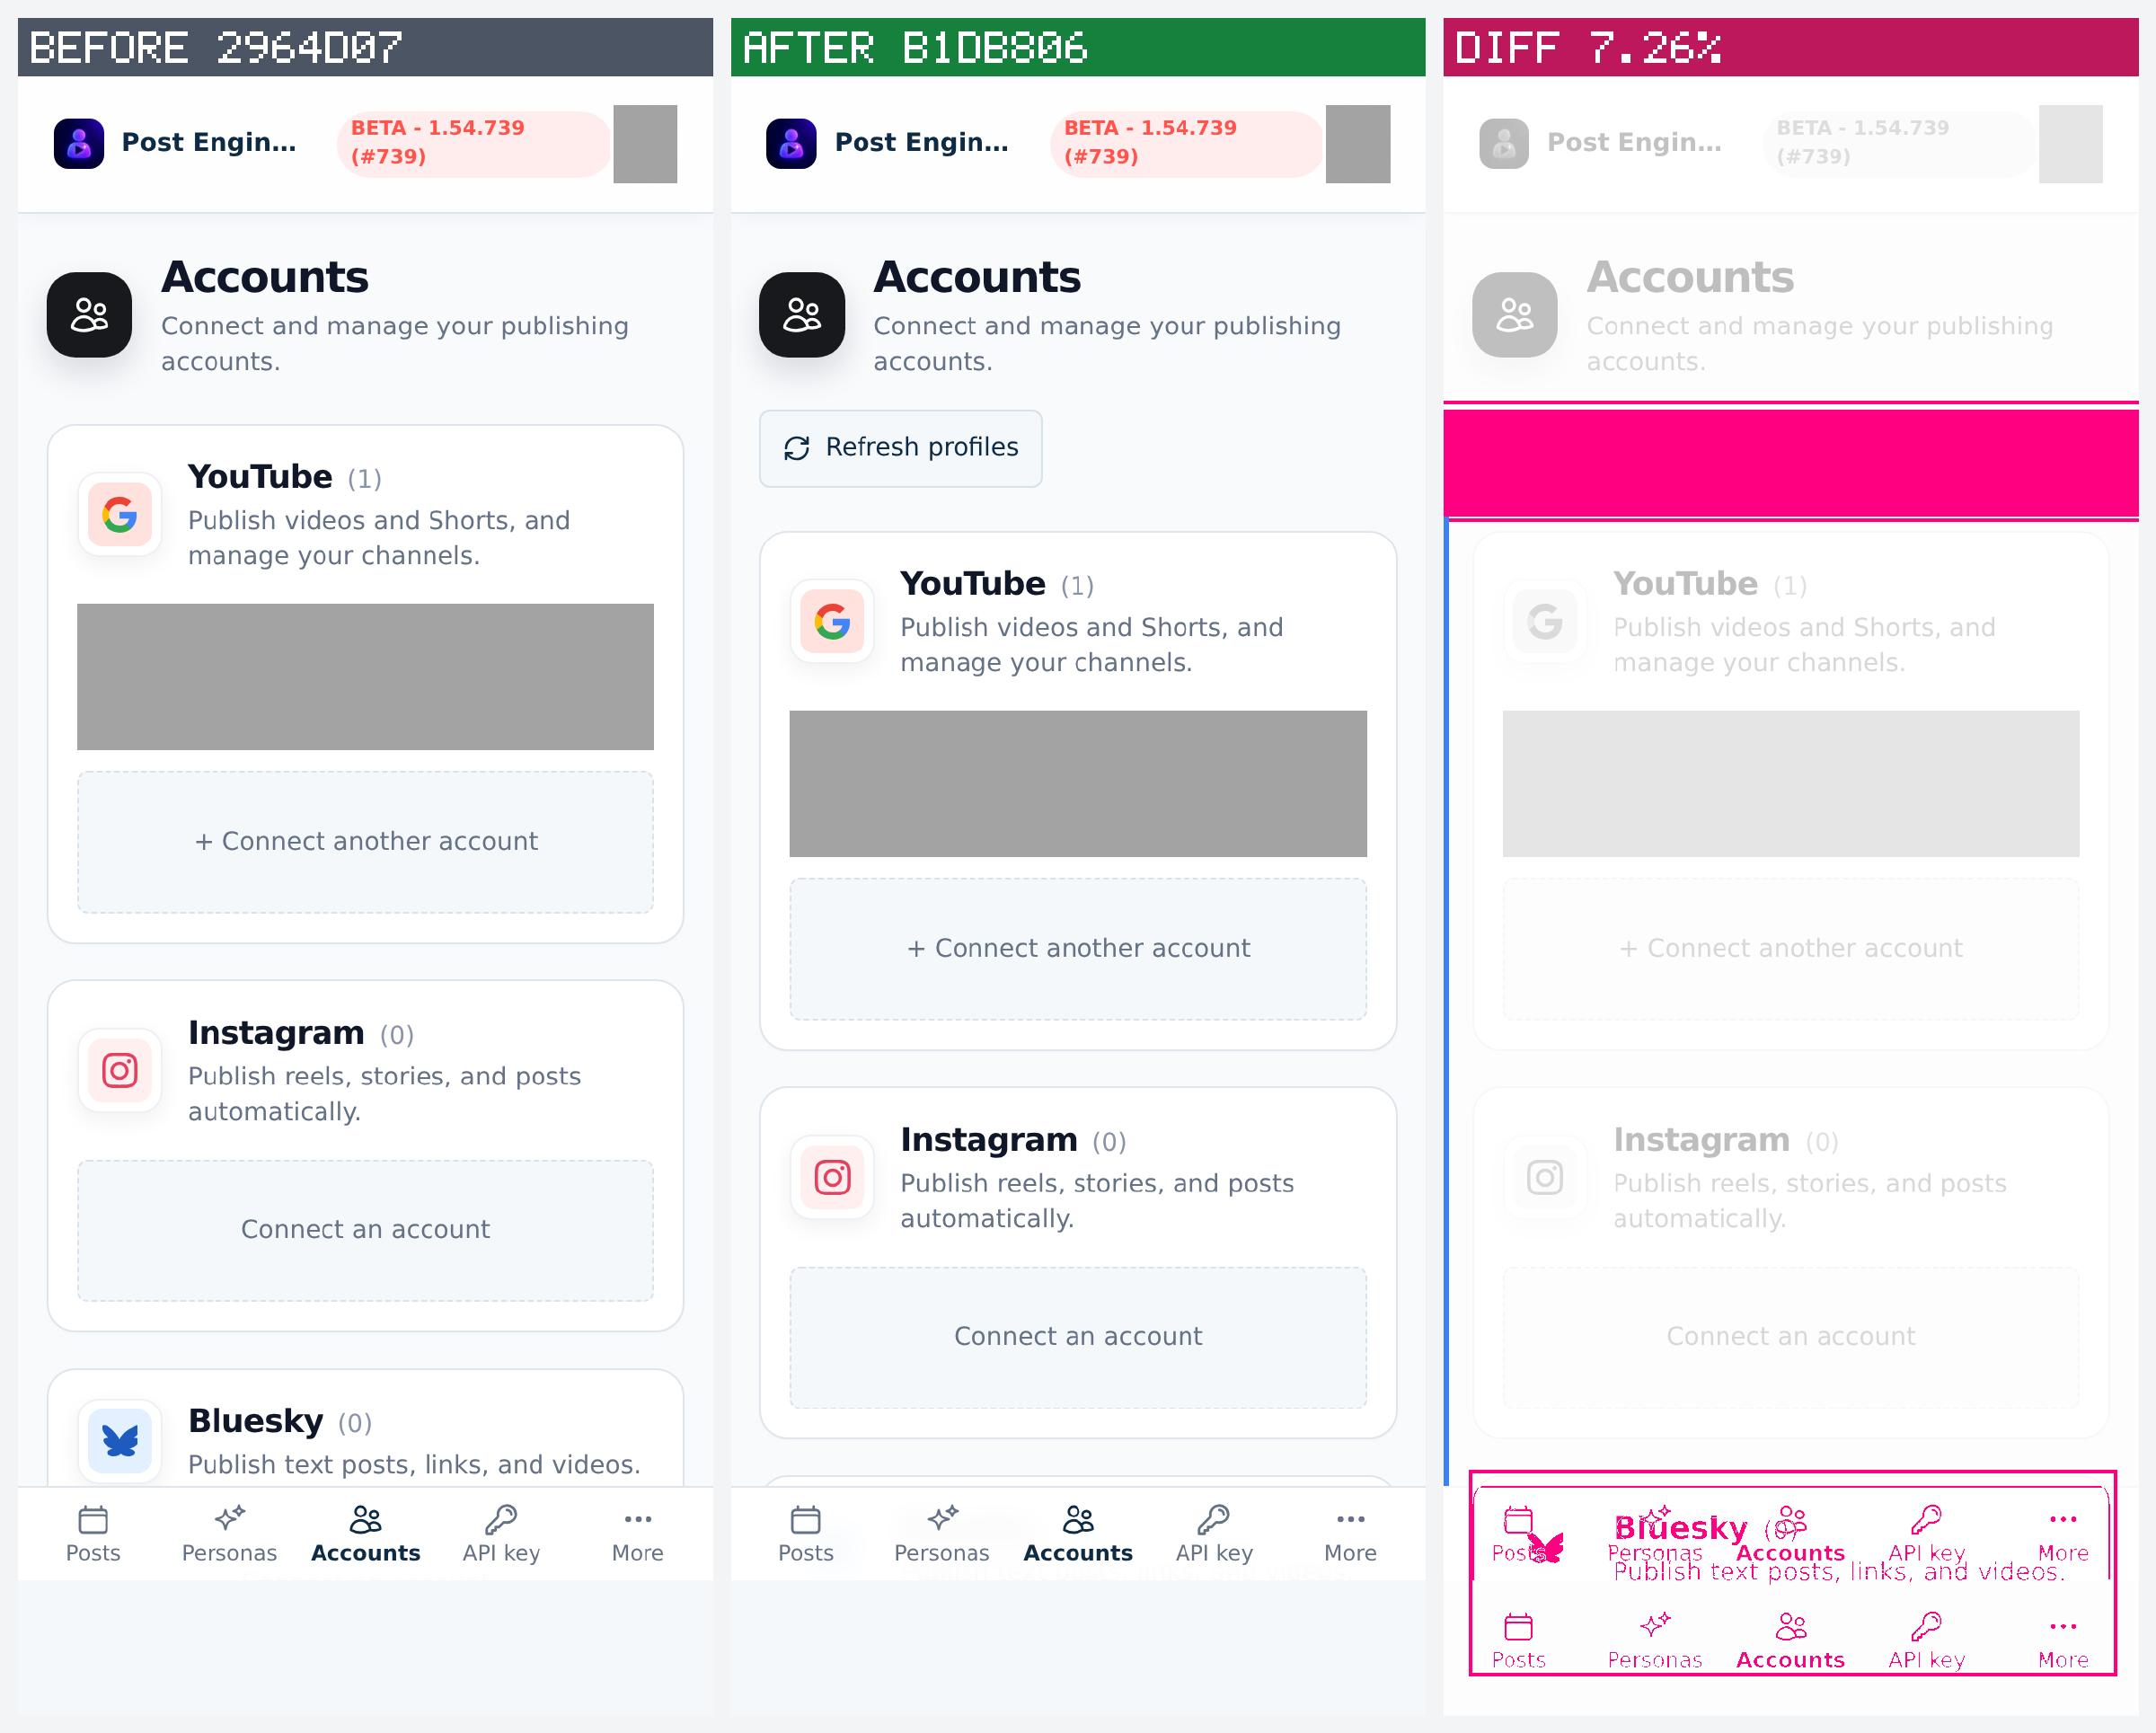 BEFORE 2964D07
Post Engin...
BETA - 1.54.739
(#739)
Accounts
Connect and manage your publishing
accounts.
YouTube (1)
Publish videos and Shorts, and
manage your channels.
+ Connect another account
Instagram (0)
Publish reels, stories, and posts
automatically.
Connect an account
Bluesky (0)
Publish text posts, links, and videos.
Posts Personas Accounts API key More
AFTER B1DB806
Post Engin...
BETA - 1.54.739
(#739)
Accounts
Connect and manage your publishing
accounts.
Refresh profiles
YouTube (1)
Publish videos and Shorts, and
manage your channels.
+ Connect another account
Instagram (0)
Publish reels, stories, and posts
automatically.
Connect an account
Posts Personas Accounts API key More
DIFF 7.26%
Post Engin...
BETA - 1.54.739
(#739)
Accounts
Connect and manage your publishing
accounts.
YouTube (1)
Publish videos and Shorts, and
manage your channels.
+ Connect another account
Instagram (0)
Publish reels, stories, and posts
automatically.
Connect an account
Bluesky (0)
Posts Personas Accounts API key More
Publish text posts, links, and videos.
Posts Personas Accounts API key More